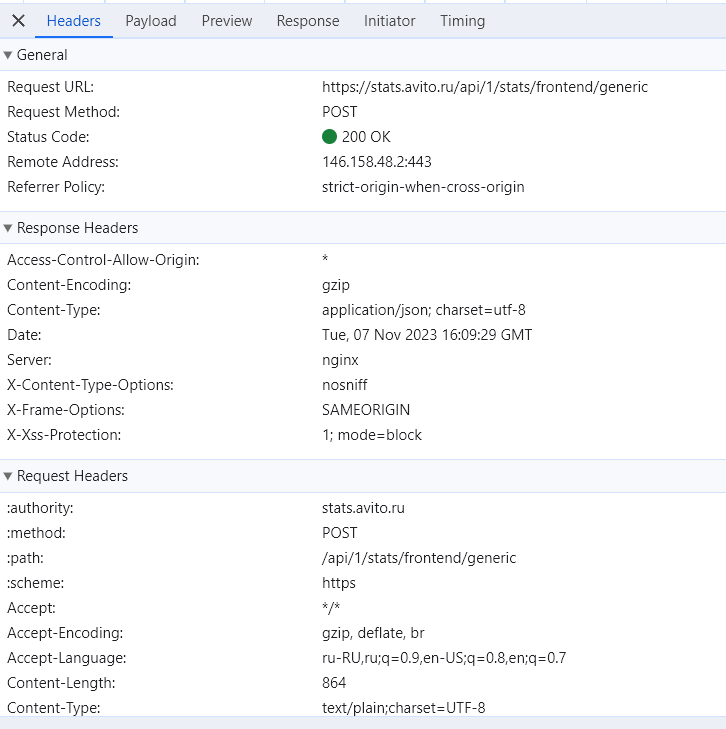 Headers Payload Preview Response Initiator Timing
General
Request URL: https://stats.avito.ru/api/1/stats/frontend/generic
Request Method: POST
Status Code: 200 OK
Remote Address: 146.158.48.2:443
Referrer Policy: strict-origin-when-cross-origin
Response Headers
Access-Control-Allow-Origin: *
Content-Encoding: gzip
Content-Type: application/json; charset=utf-8
Date: Tue, 07 Nov 2023 16:09:29 GMT
Server: nginx
X-Content-Type-Options: nosniff
X-Frame-Options: SAMEORIGIN
X-Xss-Protection: 1; mode=block
Request Headers
:authority: stats.avito.ru
:method: POST
:path: /api/1/stats/frontend/generic
:scheme: https
Accept: */*
Accept-Encoding: gzip, deflate, br
Accept-Language: ru-RU,ru;q=0.9,en-US;q=0.8,en;q=0.7
Content-Length: 864
Content-Type: text/plain;charset=UTF-8